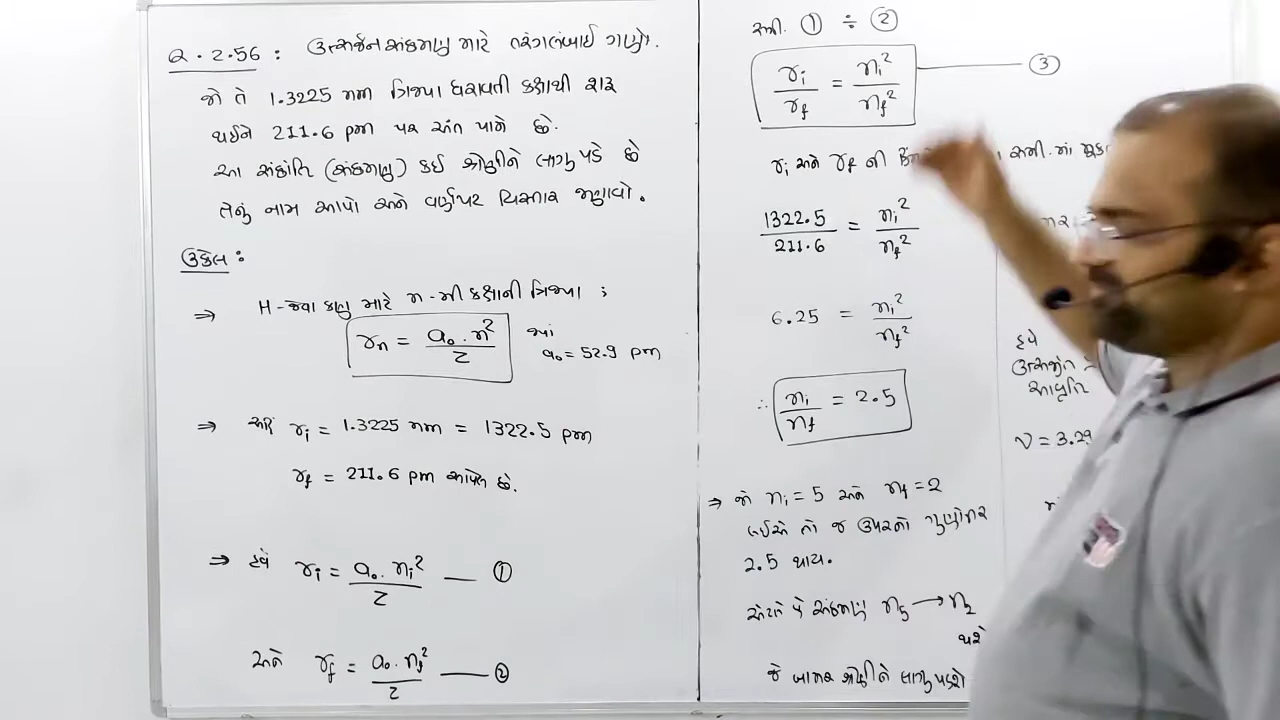 Q. 2.56 : ઉત્સર્જન સંક્રમણ માટે તરંગલંબાઈ ગણો.
જો તે 1.3225 nm ત્રિજ્યા ધરાવતી કક્ષાથી શરૂ
થઈને 211.6 pm પર અંત પામે છે.
આ સંક્રાંતિ (સંક્રમણ) કઈ શ્રેણીને લાગુ પડે છે
તેનું નામ આપો અને વર્ણપટ વિસ્તાર જણાવો.
ઉકેલ :
⇒ H-જેવા કણ માટે n-મી કક્ષાની ત્રિજ્યા ;
rₙ = a₀ . n² / Z જ્યાં
a₀ = 52.9 pm
⇒ અહીં rᵢ = 1.3225 nm = 1322.5 pm
r_f = 211.6 pm આપેલ છે.
⇒ હવે rᵢ = a₀ . nᵢ² / Z — ①
અને r_f = a₀ . n_f² / Z — ②
સમી. ① ÷ ②
rᵢ / r_f = nᵢ² / n_f² — ③
rᵢ અને r_f ની સમી. માં
1322.5 / 211.6 = nᵢ² / n_f²
6.25 = nᵢ² / n_f²
∴ nᵢ / n_f = 2.5
⇒ જો nᵢ = 5 અને n_f = 2
લઈએ તો જ ઉપરનો ગુણોત્તર
2.5 થાય.
એટલે કે સંક્રમણ n₅ → n₂
થશે
જે બામર શ્રેણીને લાગુ પડશે
હવે
ઉત્સર્જીત
આવૃત્તિ
ν = 3.29